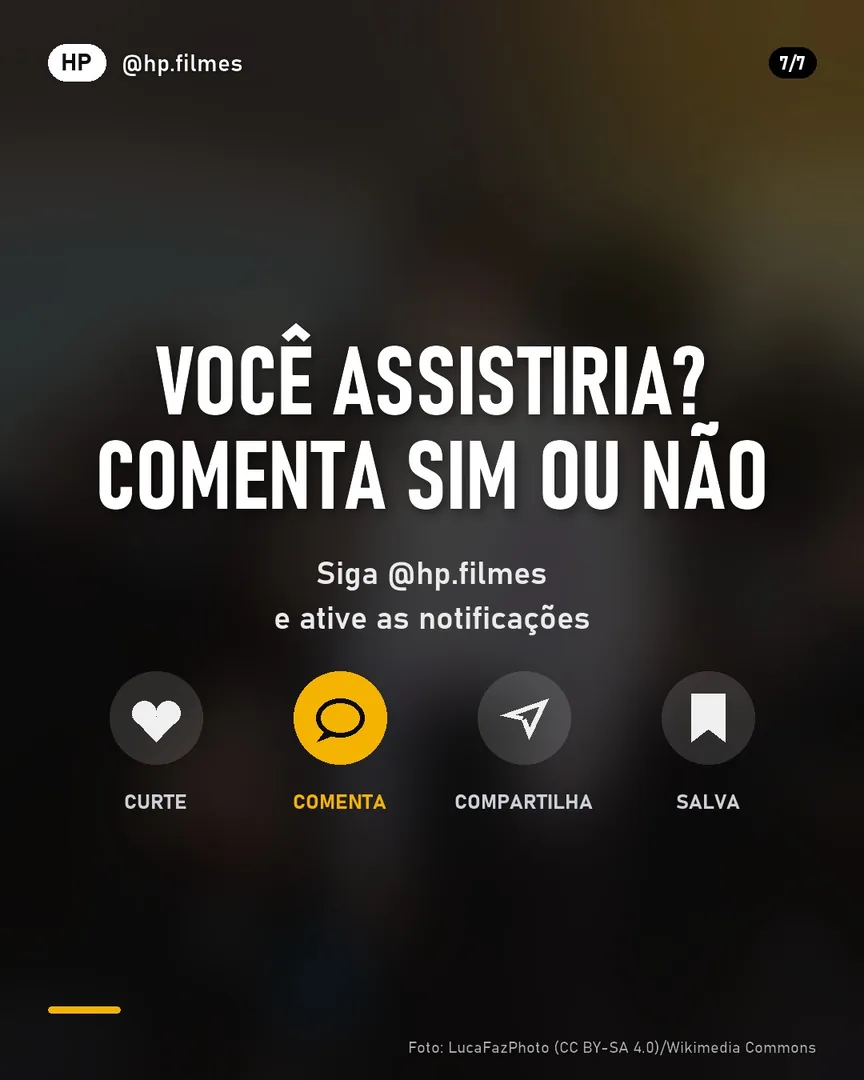 HP @hp.filmes 7/7
VOCÊ ASSISTIRIA?
COMENTA SIM OU NÃO
Siga @hp.filmes
e ative as notificações
CURTE COMENTA COMPARTILHA SALVA
Foto: LucaFazPhoto (CC BY-SA 4.0)/Wikimedia Commons